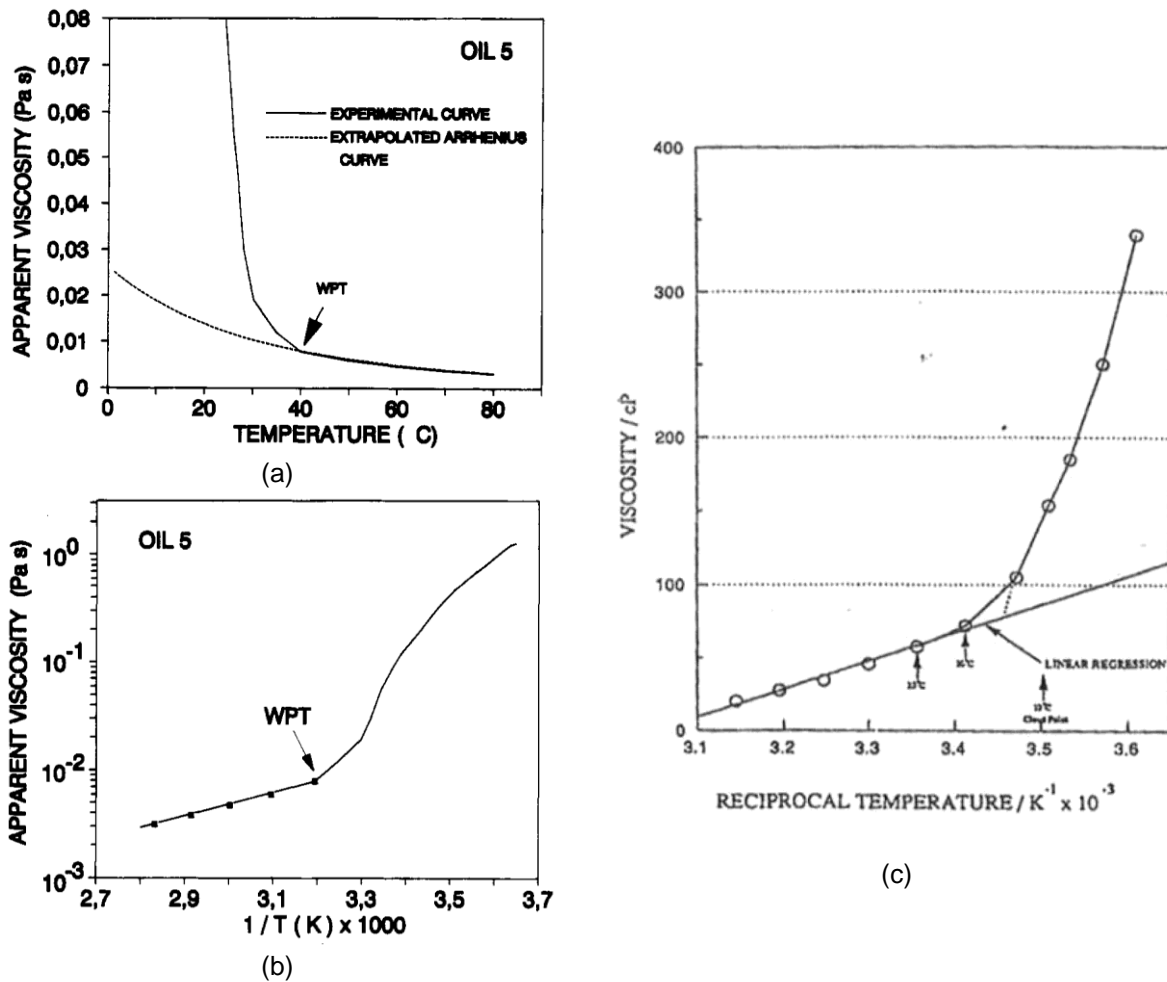 0,08
0,07
0,06
0,05
0,04
0,03
0,02
0,01
0
APPARENT VISCOSITY (Pa s)
OIL 5
EXPERIMENTAL CURVE
EXTRAPOLATED ARRHENIUS
CURVE
WPT
0 20 40 60 80
TEMPERATURE ( C)
(a)
10^0
10^-1
10^-2
10^-3
APPARENT VISCOSITY (Pa s)
OIL 5
WPT
2,7 2,9 3,1 3,3 3,5 3,7
1 / T ( K ) x 1000
(b)
400
300
200
100
0
VISCOSITY / cP
LINEAR REGRESSION
Cloud Point
3.1 3.2 3.3 3.4 3.5 3.6
RECIPROCAL TEMPERATURE / K^-1 x 10^-3
(c)